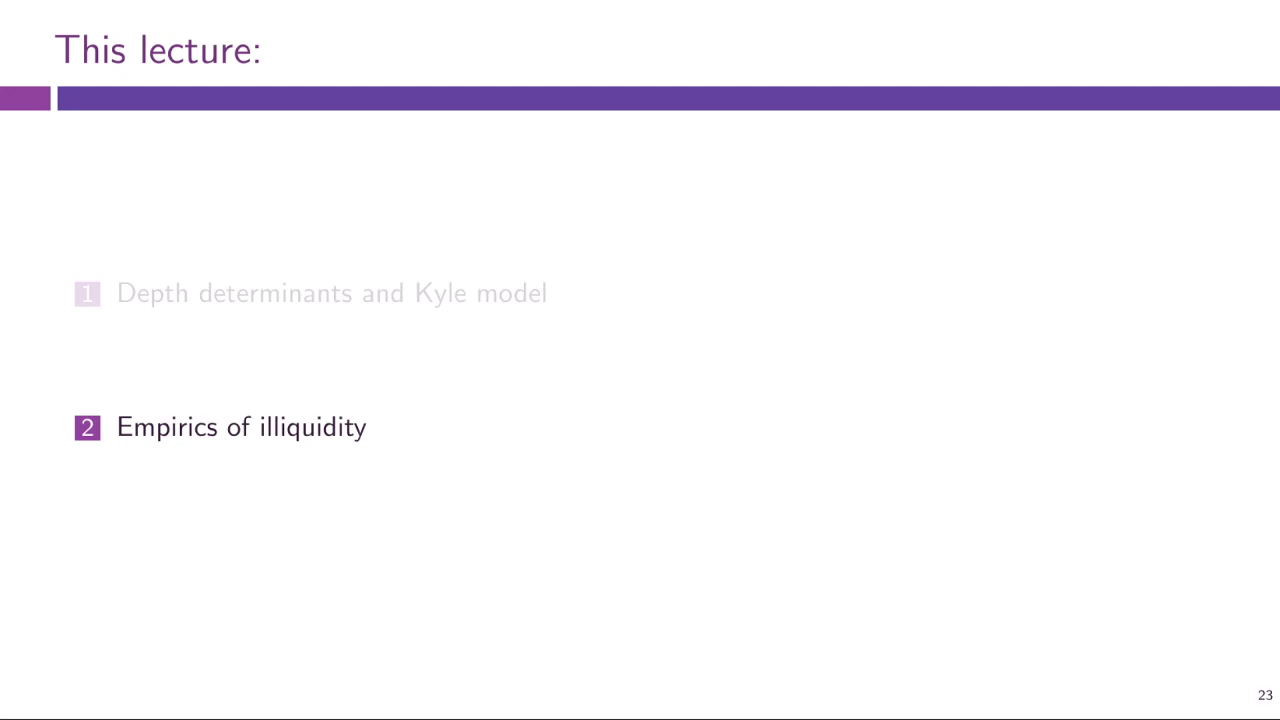 This lecture:
1 Depth determinants and Kyle model
2 Empirics of illiquidity
23